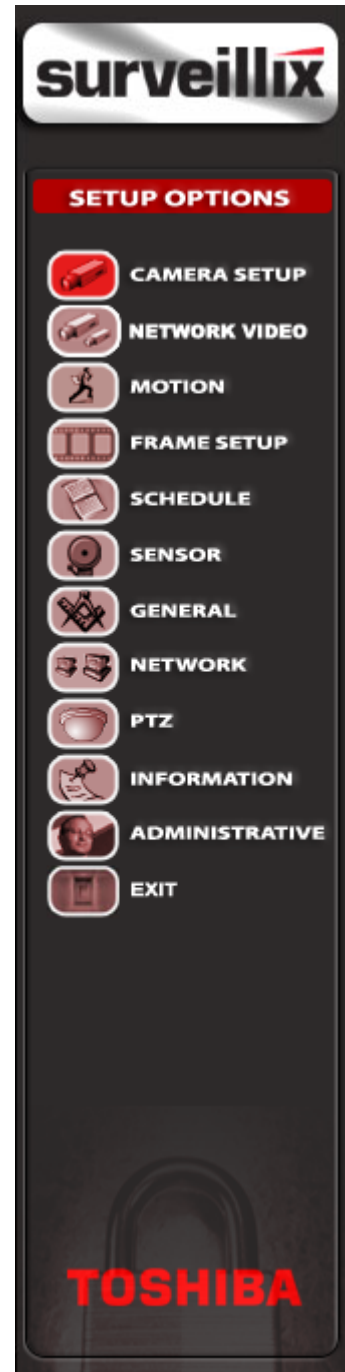 surveillix
SETUP OPTIONS
CAMERA SETUP
NETWORK VIDEO
MOTION
FRAME SETUP
SCHEDULE
SENSOR
GENERAL
NETWORK
PTZ
INFORMATION
ADMINISTRATIVE
EXIT
TOSHIBA